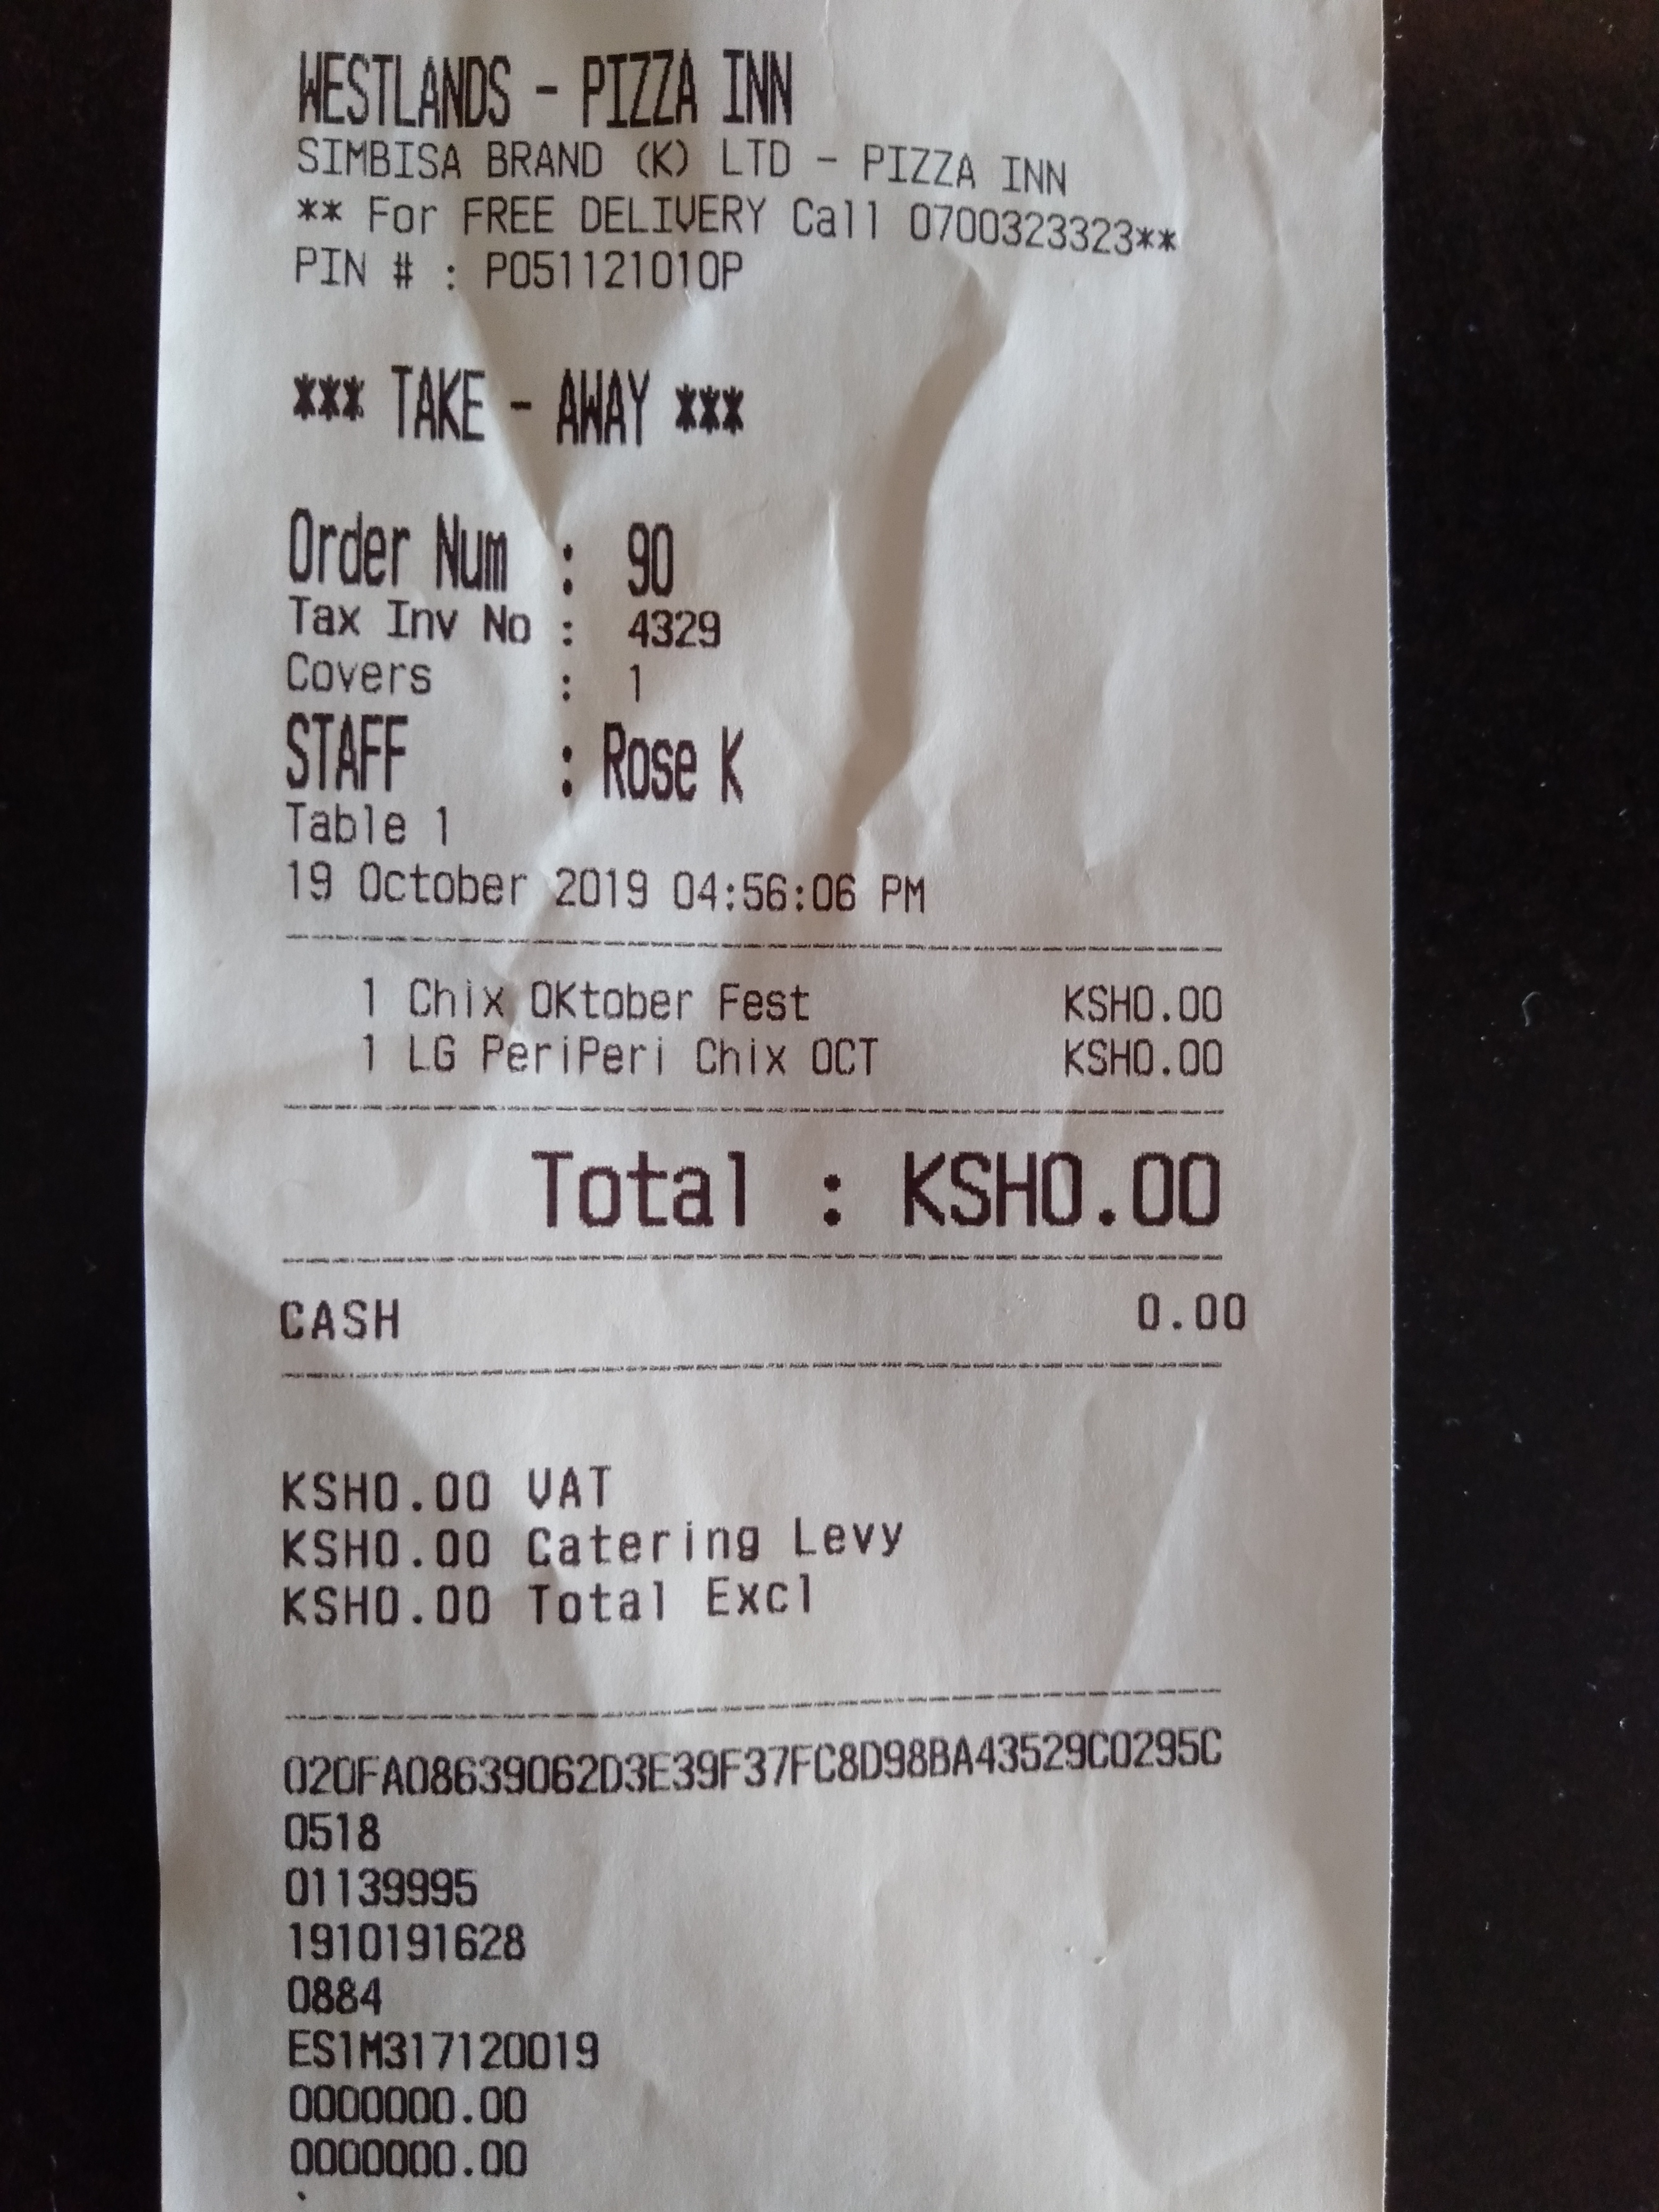 WESTLANDS - PIZZA INN
SIMBISA BRAND (K) LTD - PIZZA INN
** For FREE DELIVERY Call 0700323323**
PIN # : P051121010P
*** TAKE - AWAY ***
Order Num : 90
Tax Inv No : 4329
Covers : 1
STAFF : Rose K
Table 1
19 October 2019 04:56:06 PM
1 Chix OKtober Fest KSH0.00
1 LG PeriPeri Chix OCT KSH0.00
Total : KSH0.00
CASH 0.00
KSH0.00 VAT
KSH0.00 Catering Levy
KSH0.00 Total Excl
020FA08639062D3E39F37FC8D98BA43529C0295C
0518
01139995
1910191628
0884
ES1M317120019
0000000.00
0000000.00